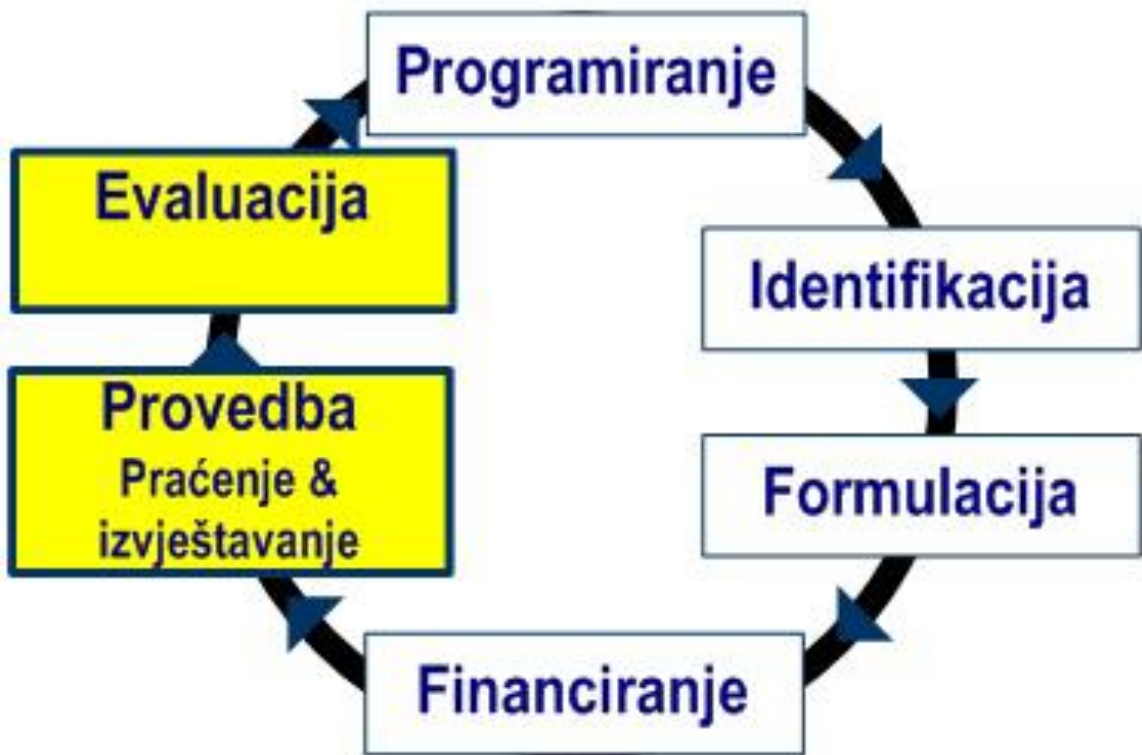 Programiranje
Evaluacija
Identifikacija
Provedba
Praćenje &
izvještavanje
Formulacija
Financiranje